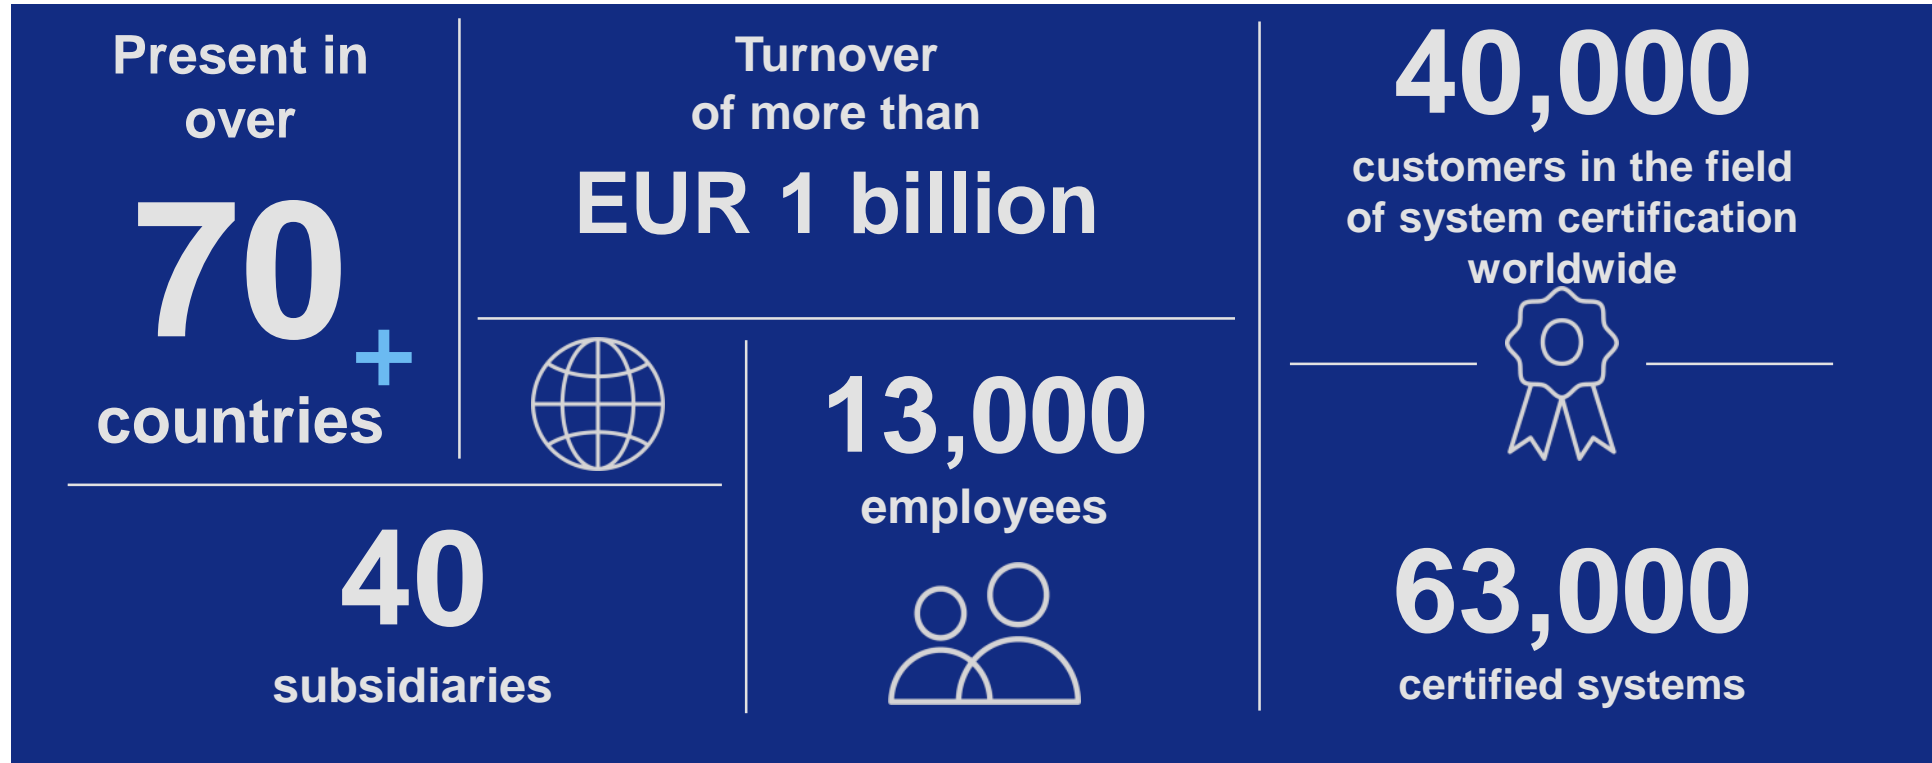 Present in
over
70
+
countries
Turnover
of more than
EUR 1 billion
40,000
customers in the field
of system certification
worldwide
13,000
employees
40
subsidiaries
63,000
certified systems